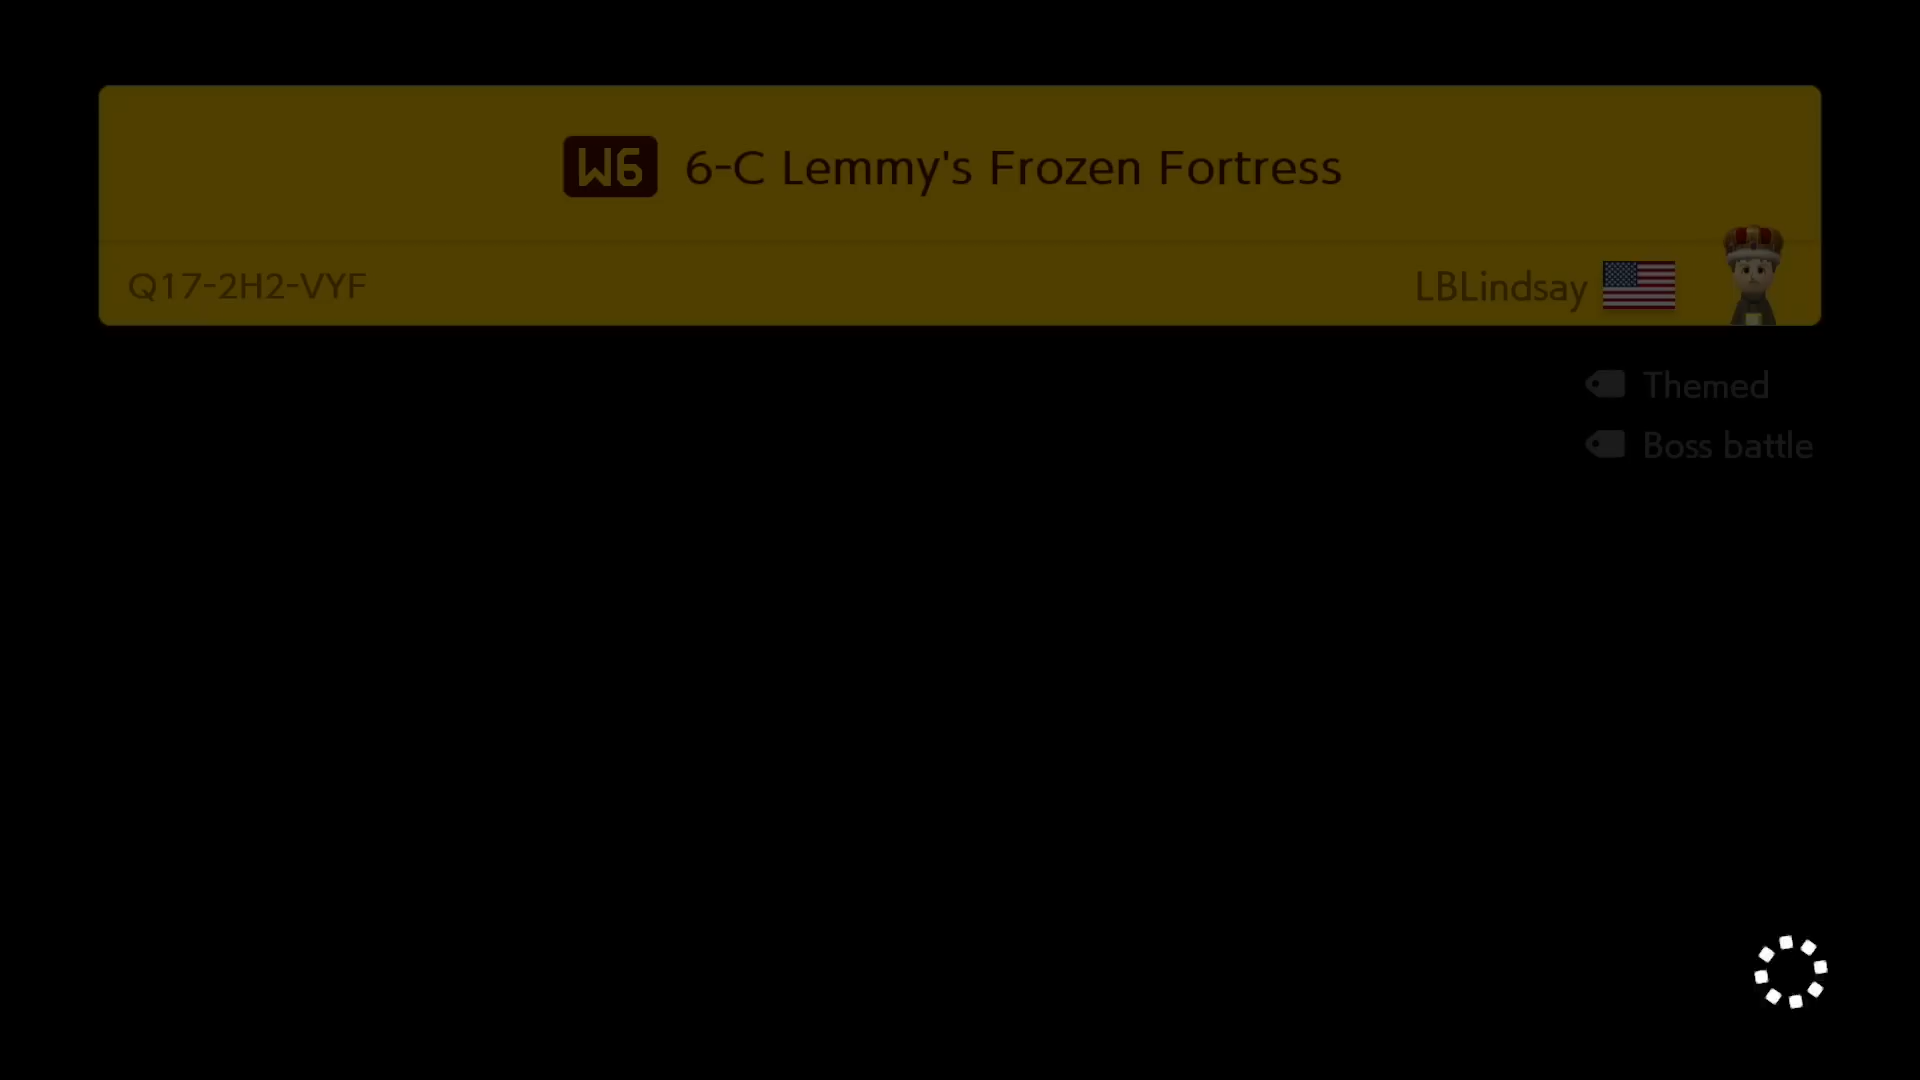 W6 6-C Lemmy's Frozen Fortress
Q17-2H2-VYF
LBLindsay
Themed
Boss battle